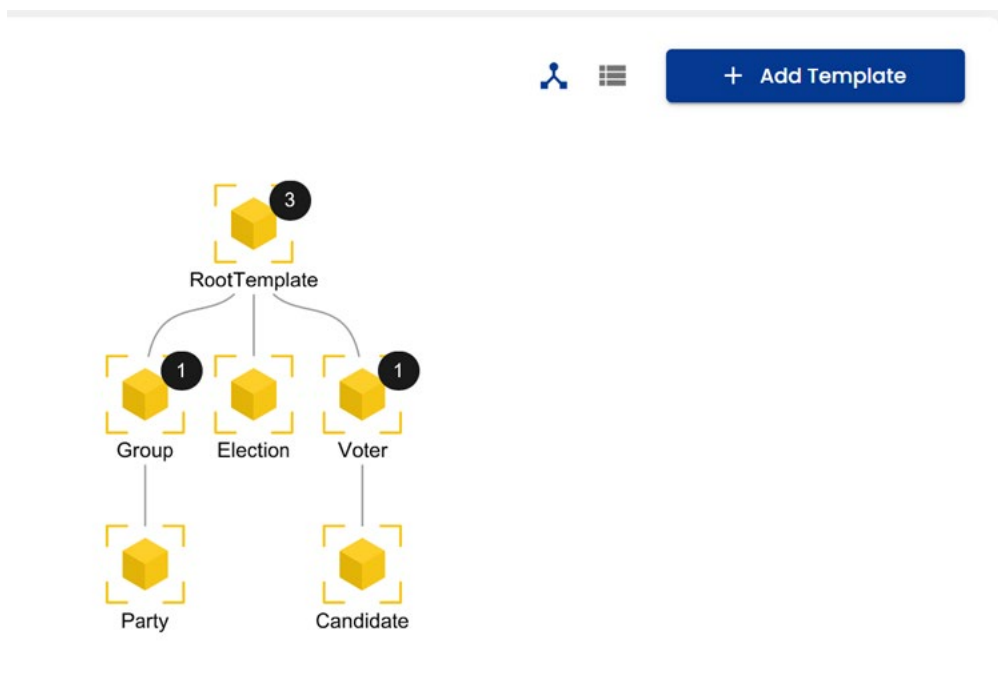 + Add Template
3
RootTemplate
1 1
Group Election Voter
Party Candidate